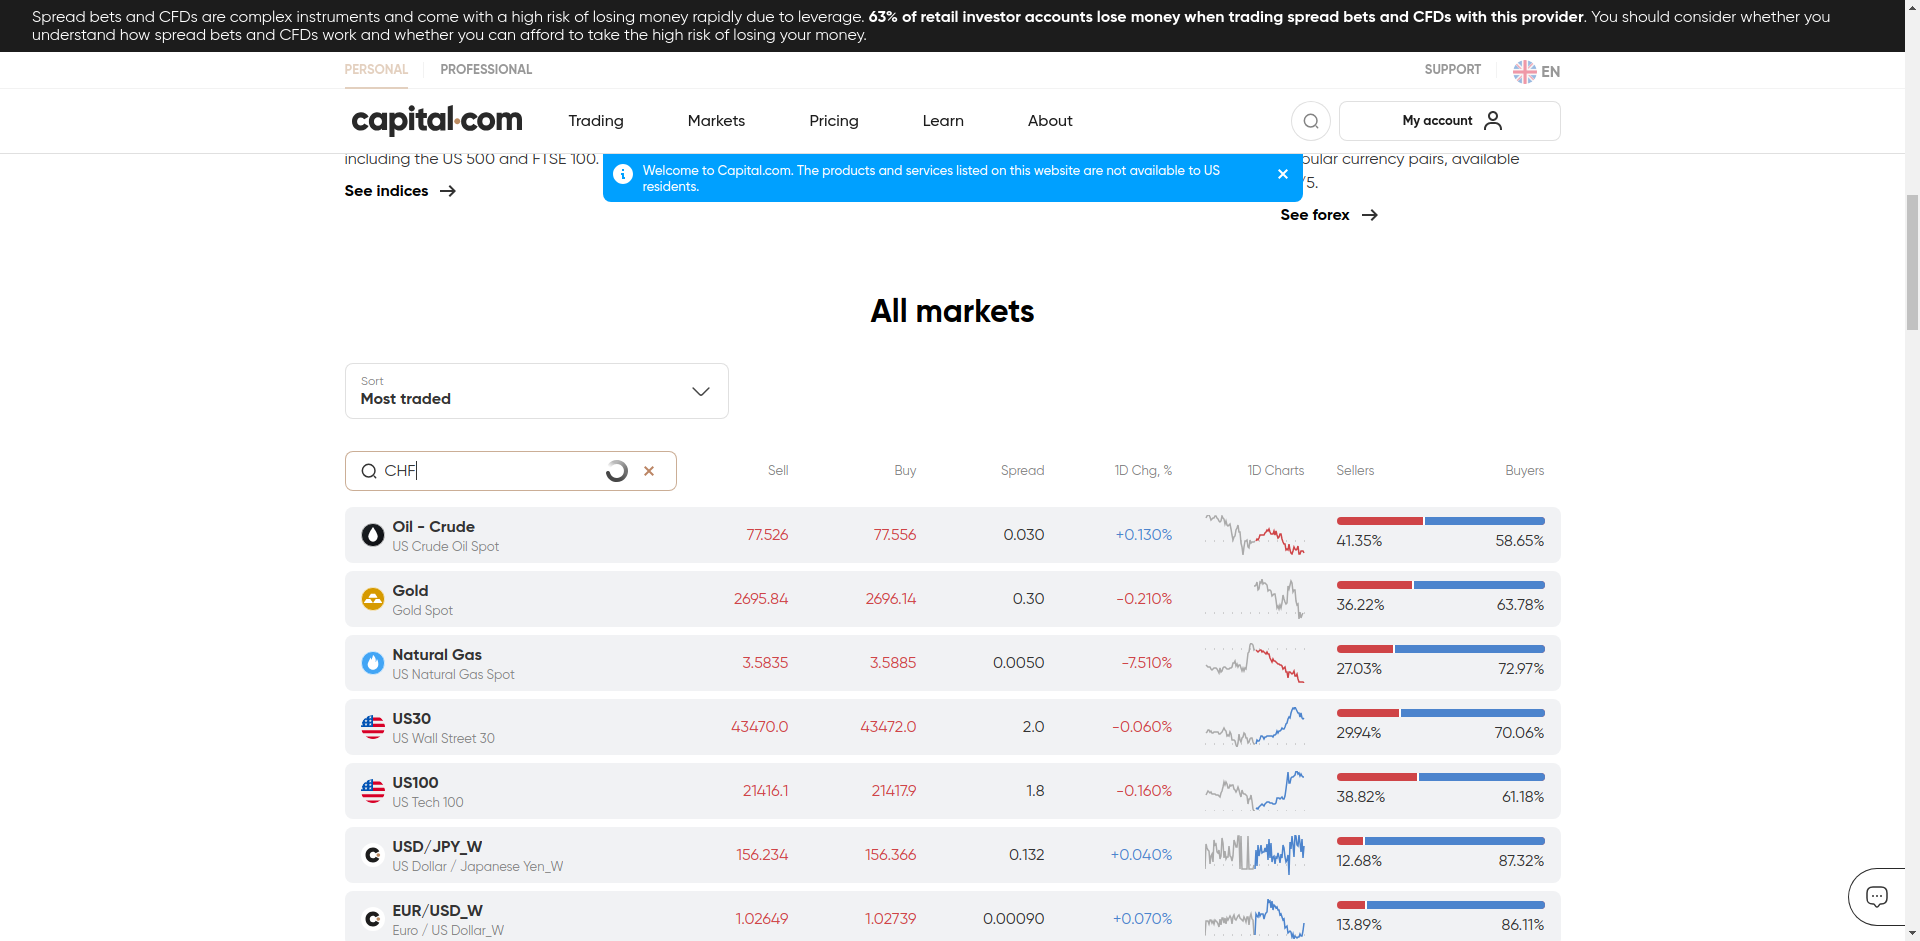 Spread bets and CFDs are complex instruments and come with a high risk of losing money rapidly due to leverage. 63% of retail investor accounts lose money when trading spread bets and CFDs with this provider. You should consider whether you
understand how spread bets and CFDs work and whether you can afford to take the high risk of losing your money.
PERSONAL PROFESSIONAL SUPPORT EN
capital.com Trading Markets Pricing Learn About My account
including the US 500 and FTSE 100.
Welcome to Capital.com. The products and services listed on this website are not available to US
residents.
pular currency pairs, available
/5.
See indices
See forex
All markets
Sort
Most traded
CHF Sell Buy Spread 1D Chg, % 1D Charts Sellers Buyers
Oil - Crude
US Crude Oil Spot
77.526 77.556 0.030 +0.130% 41.35% 58.65%
Gold
Gold Spot
2695.84 2696.14 0.30 -0.210% 36.22% 63.78%
Natural Gas
US Natural Gas Spot
3.5835 3.5885 0.0050 -7.510% 27.03% 72.97%
US30
US Wall Street 30
43470.0 43472.0 2.0 -0.060% 29.94% 70.06%
US100
US Tech 100
21416.1 21417.9 1.8 -0.160% 38.82% 61.18%
USD/JPY_W
US Dollar / Japanese Yen_W
156.234 156.366 0.132 +0.040% 12.68% 87.32%
EUR/USD_W
Euro / US Dollar_W
1.02649 1.02739 0.00090 +0.070% 13.89% 86.11%